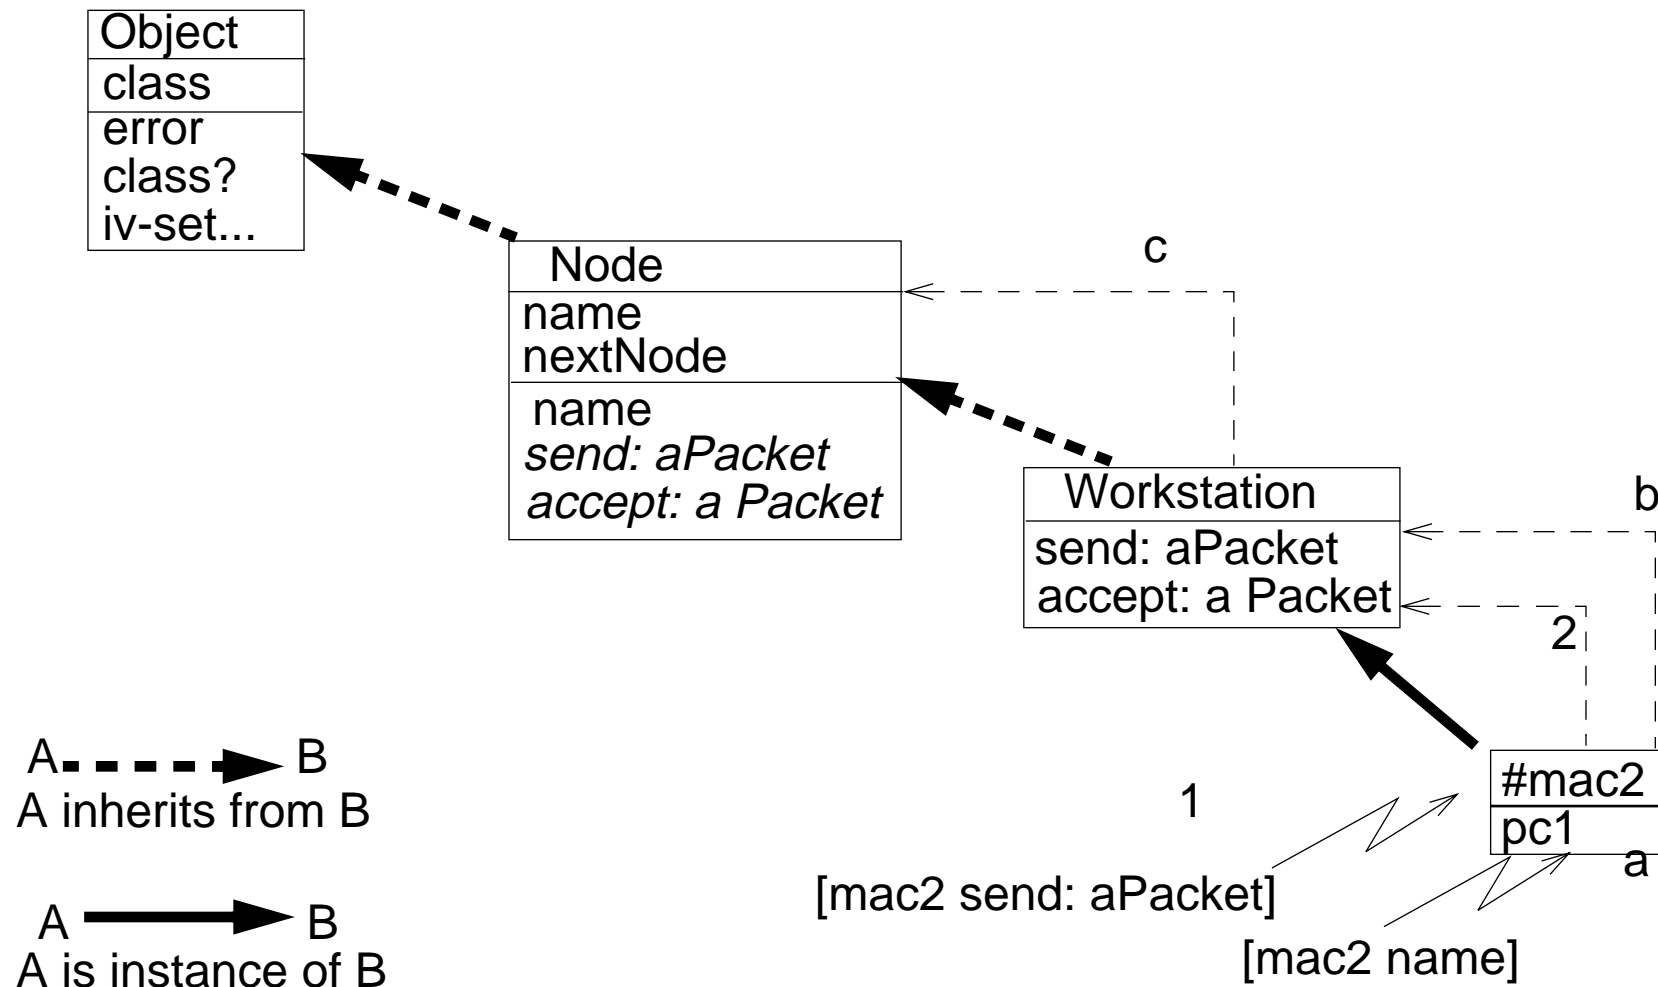 Object
class
error
class?
iv-set...
Node
name
nextNode
name
send: aPacket
accept: a Packet
c
Workstation
send: aPacket
accept: a Packet
b
2
#mac2
pc1
a
1
[mac2 send: aPacket]
[mac2 name]
A B
A inherits from B
A B
A is instance of B